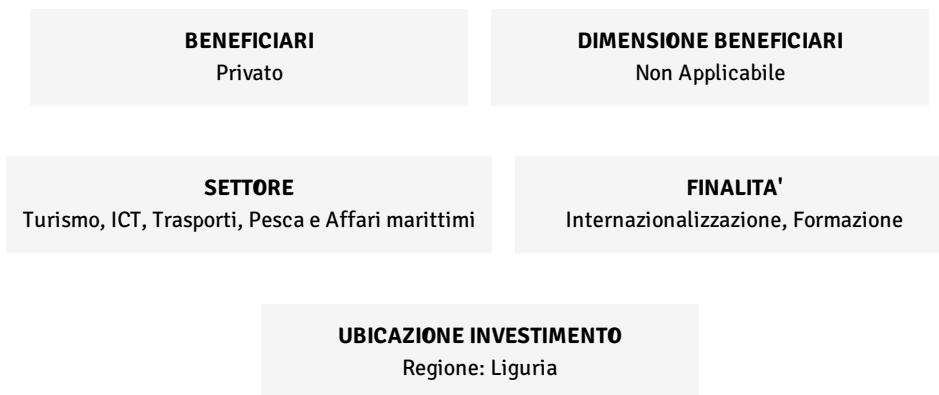 BENEFICIARI
Privato
DIMENSIONE BENEFICIARI
Non Applicabile
SETTORE
Turismo, ICT, Trasporti, Pesca e Affari marittimi
FINALITA'
Internazionalizzazione, Formazione
UBICAZIONE INVESTIMENTO
Regione: Liguria